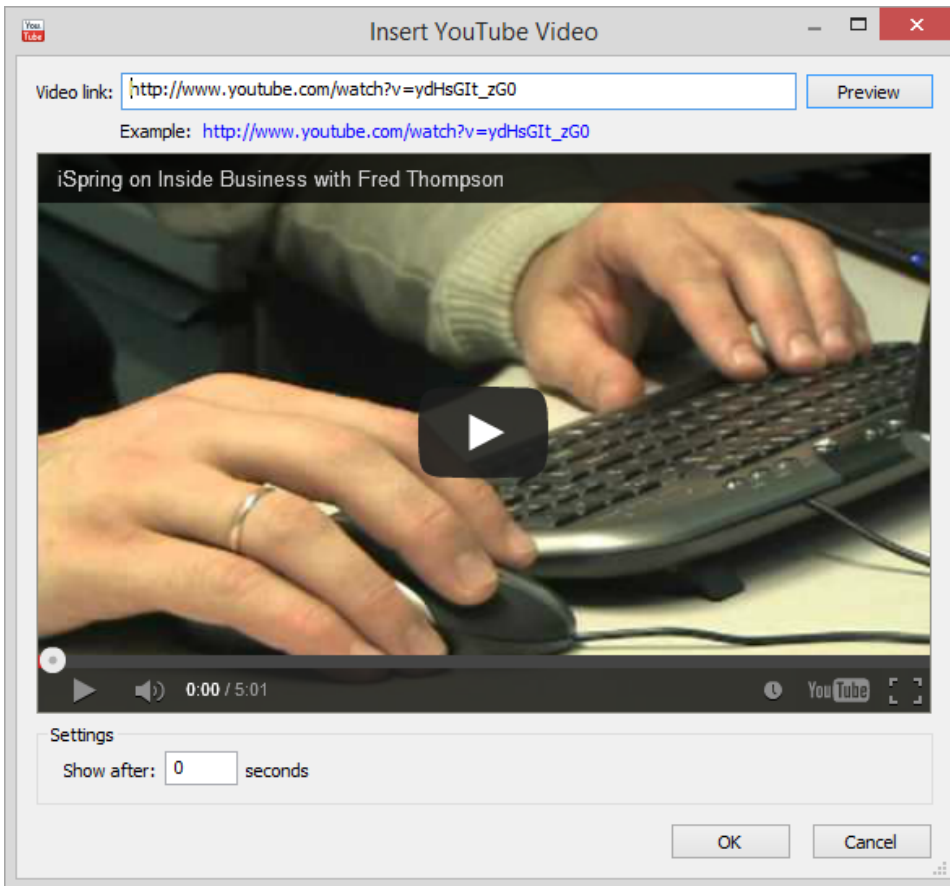 You Tube
Insert YouTube Video
Video link: http://www.youtube.com/watch?v=ydHsGIt_zG0 Preview
Example: http://www.youtube.com/watch?v=ydHsGIt_zG0
iSpring on Inside Business with Fred Thompson
0:00 / 5:01 YouTube
Settings
Show after: 0 seconds
OK Cancel